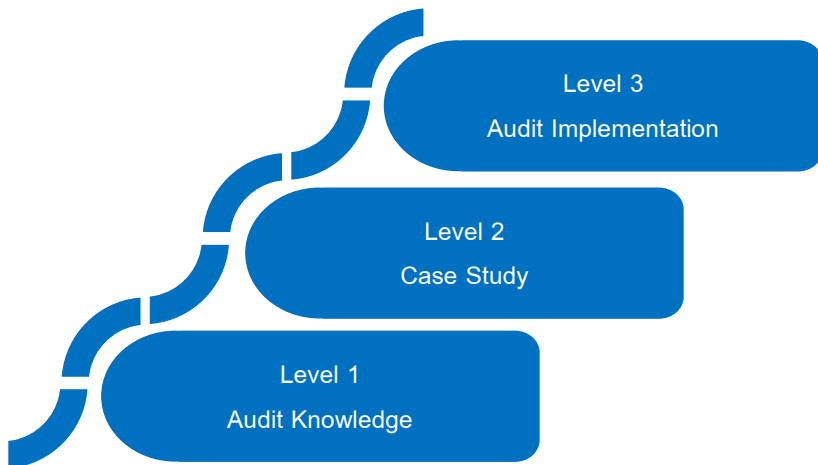 Level 3
Audit Implementation
Level 2
Case Study
Level 1
Audit Knowledge